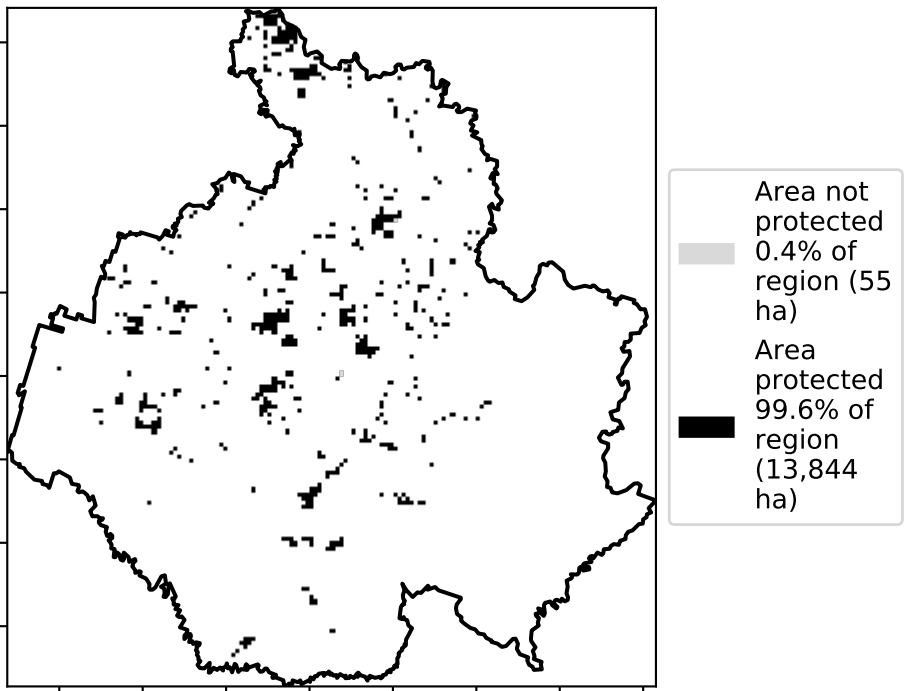 Area not
protected
0.4% of
region (55
ha)
Area
protected
99.6% of
region
(13,844
ha)